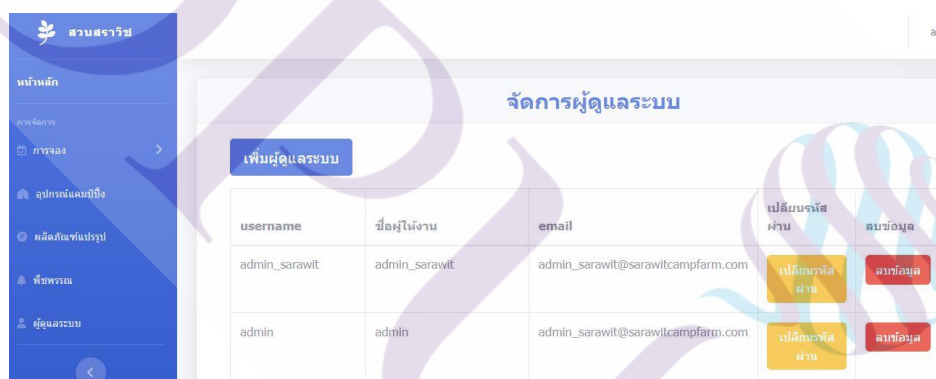 สวนสราวิช
หน้าหลัก
การจัดการ
การจอง
อุปกรณ์แคมป์ปิ้ง
ผลิตภัณฑ์แปรรูป
พืชพรรณ
ผู้ดูแลระบบ
จัดการผู้ดูแลระบบ
เพิ่มผู้ดูแลระบบ
username ชื่อผู้ใช้งาน email เปลี่ยนรหัส
ผ่าน ลบข้อมูล
admin_sarawit admin_sarawit admin_sarawit@sarawitcampfarm.com เปลี่ยนรหัส
ผ่าน ลบข้อมูล
admin admin admin_sarawit@sarawitcampfarm.com เปลี่ยนรหัส
ผ่าน ลบข้อมูล